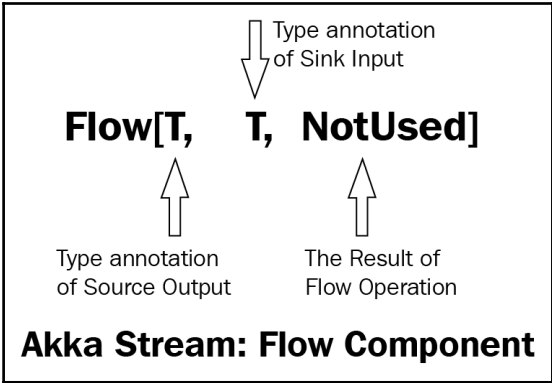 Type annotation
of Sink Input
Flow[T, T, NotUsed]
Type annotation
of Source Output
The Result of
Flow Operation
Akka Stream: Flow Component